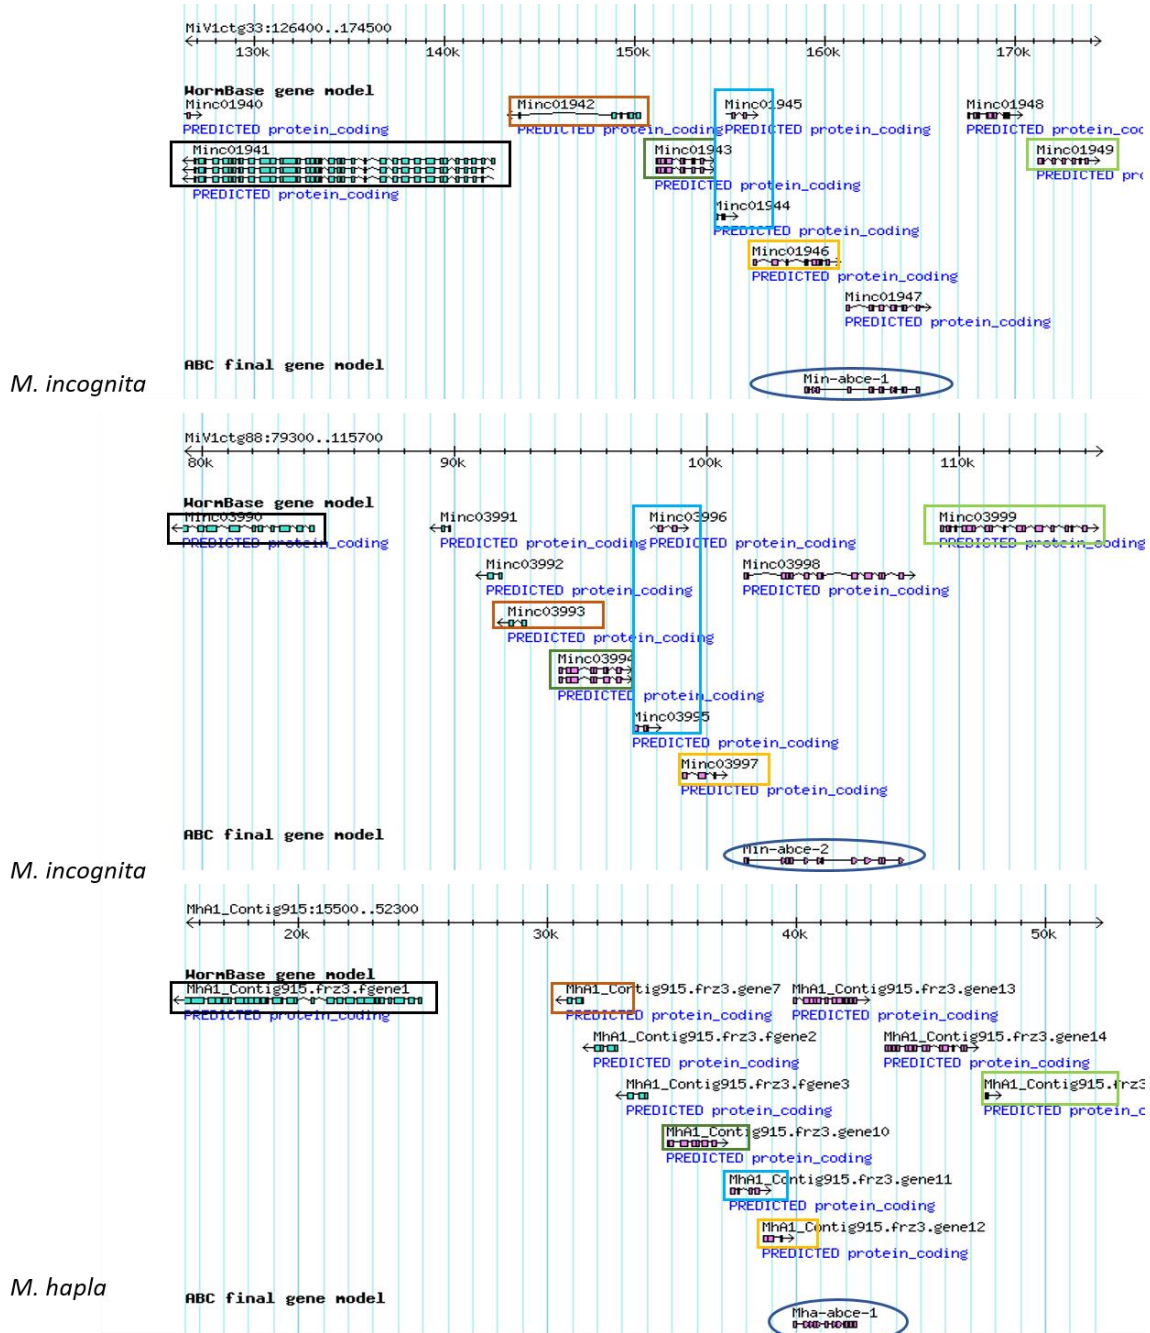 MiV1ctg33:126400..174500
130k 140k 150k 160k 170k
WormBase gene model
Minc01940 Minc01942 Minc01945 Minc01948
PREDICTED protein_coding PREDICTED protein_coding PREDICTED protein_coding PREDICTED protein_coc
Minc01941 Minc01943 Minc01949
PREDICTED protein_coding PREDICTED protein_coding PREDICTED pro
Minc01944
PREDICTED protein_coding
Minc01946
PREDICTED protein_coding
Minc01947
PREDICTED protein_coding
ABC final gene model
M. incognita
Min-abce-1
MiV1ctg88:79300..115700
80k 90k 100k 110k
WormBase gene model
Minc03990 Minc03991 Minc03996 Minc03999
PREDICTED protein_coding PREDICTED protein_coding PREDICTED protein_coding PREDICTED protein_coding
Minc03992 Minc03998
PREDICTED protein_coding PREDICTED protein_coding
Minc03993
PREDICTED protein_coding
Minc03994
PREDICTED protein_coding
Minc03995
PREDICTED protein_coding
Minc03997
PREDICTED protein_coding
ABC final gene model
Min-abce-2
M. incognita
MhA1_Contig915:15500..52300
20k 30k 40k 50k
WormBase gene model
MhA1_Contig915.frz3.fgene1 MhA1_Contig915.frz3.gene7 MhA1_Contig915.frz3.gene13
PREDICTED protein_coding PREDICTED protein_coding PREDICTED protein_coding
MhA1_Contig915.frz3.fgene2 MhA1_Contig915.frz3.gene14
PREDICTED protein_coding PREDICTED protein_coding
MhA1_Contig915.frz3.fgene3 MhA1_Contig915.frz3
PREDICTED protein_coding PREDICTED protein_c
MhA1_Contig915.frz3.gene10
PREDICTED protein_coding
MhA1_Contig915.frz3.gene11
PREDICTED protein_coding
MhA1_Contig915.frz3.gene12
PREDICTED protein_coding
M. hapla
ABC final gene model
Mha-abce-1